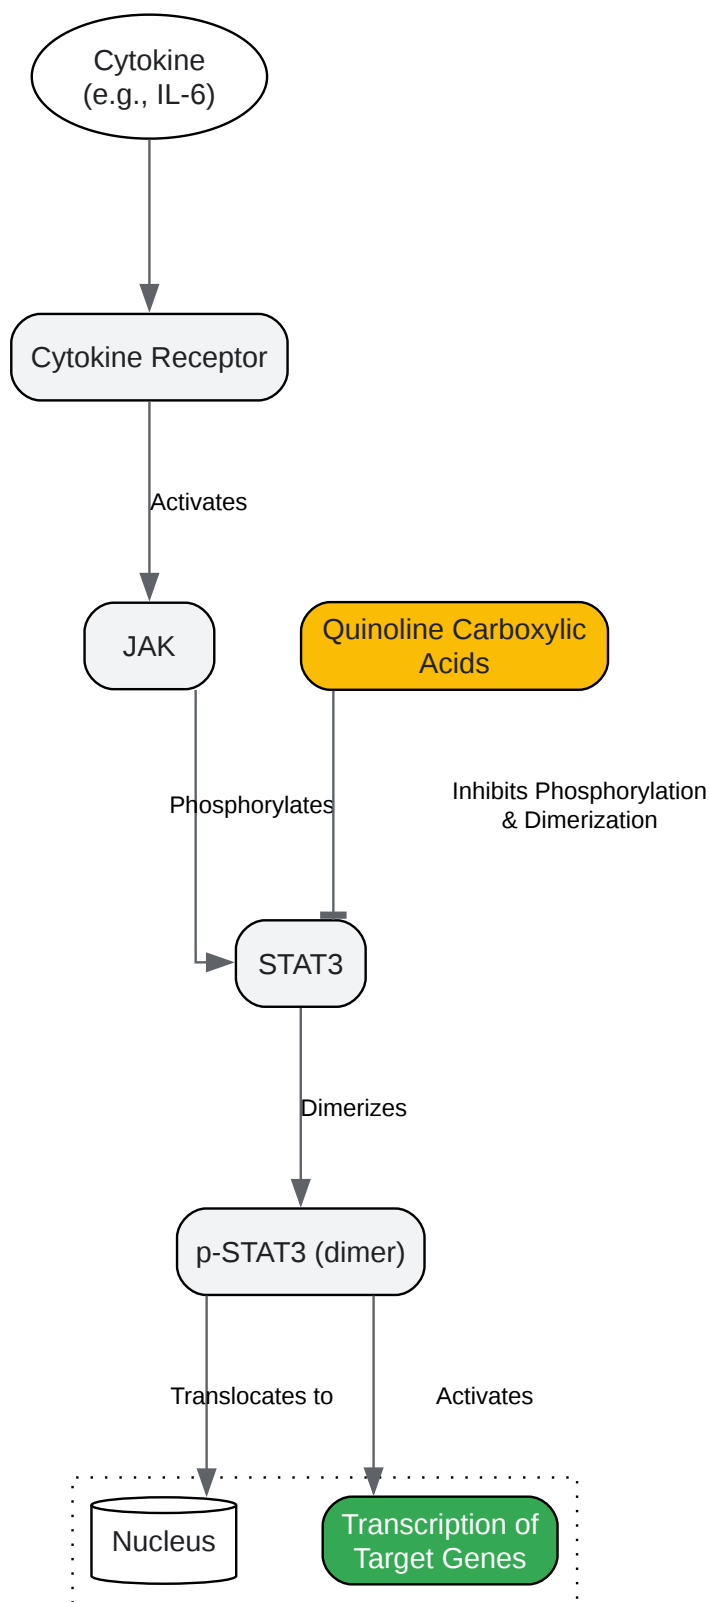 Cytokine
(e.g., IL-6)
Cytokine Receptor
Activates
JAK
Quinoline Carboxylic
Acids
Phosphorylates
Inhibits Phosphorylation
& Dimerization
STAT3
Dimerizes
p-STAT3 (dimer)
Translocates to
Activates
Nucleus
Transcription of
Target Genes